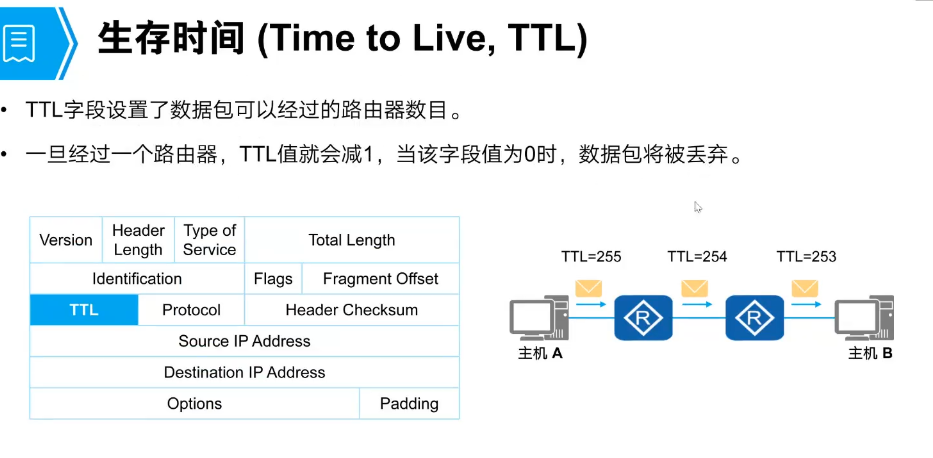 生存时间 (Time to Live, TTL)
• TTL字段设置了数据包可以经过的路由器数目。
• 一旦经过一个路由器，TTL值就会减1，当该字段值为0时，数据包将被丢弃。
Version Header Length Type of Service Total Length
Identification Flags Fragment Offset
TTL Protocol Header Checksum
Source IP Address
Destination IP Address
Options Padding
TTL=255 TTL=254 TTL=253
R R
主机 A 主机 B